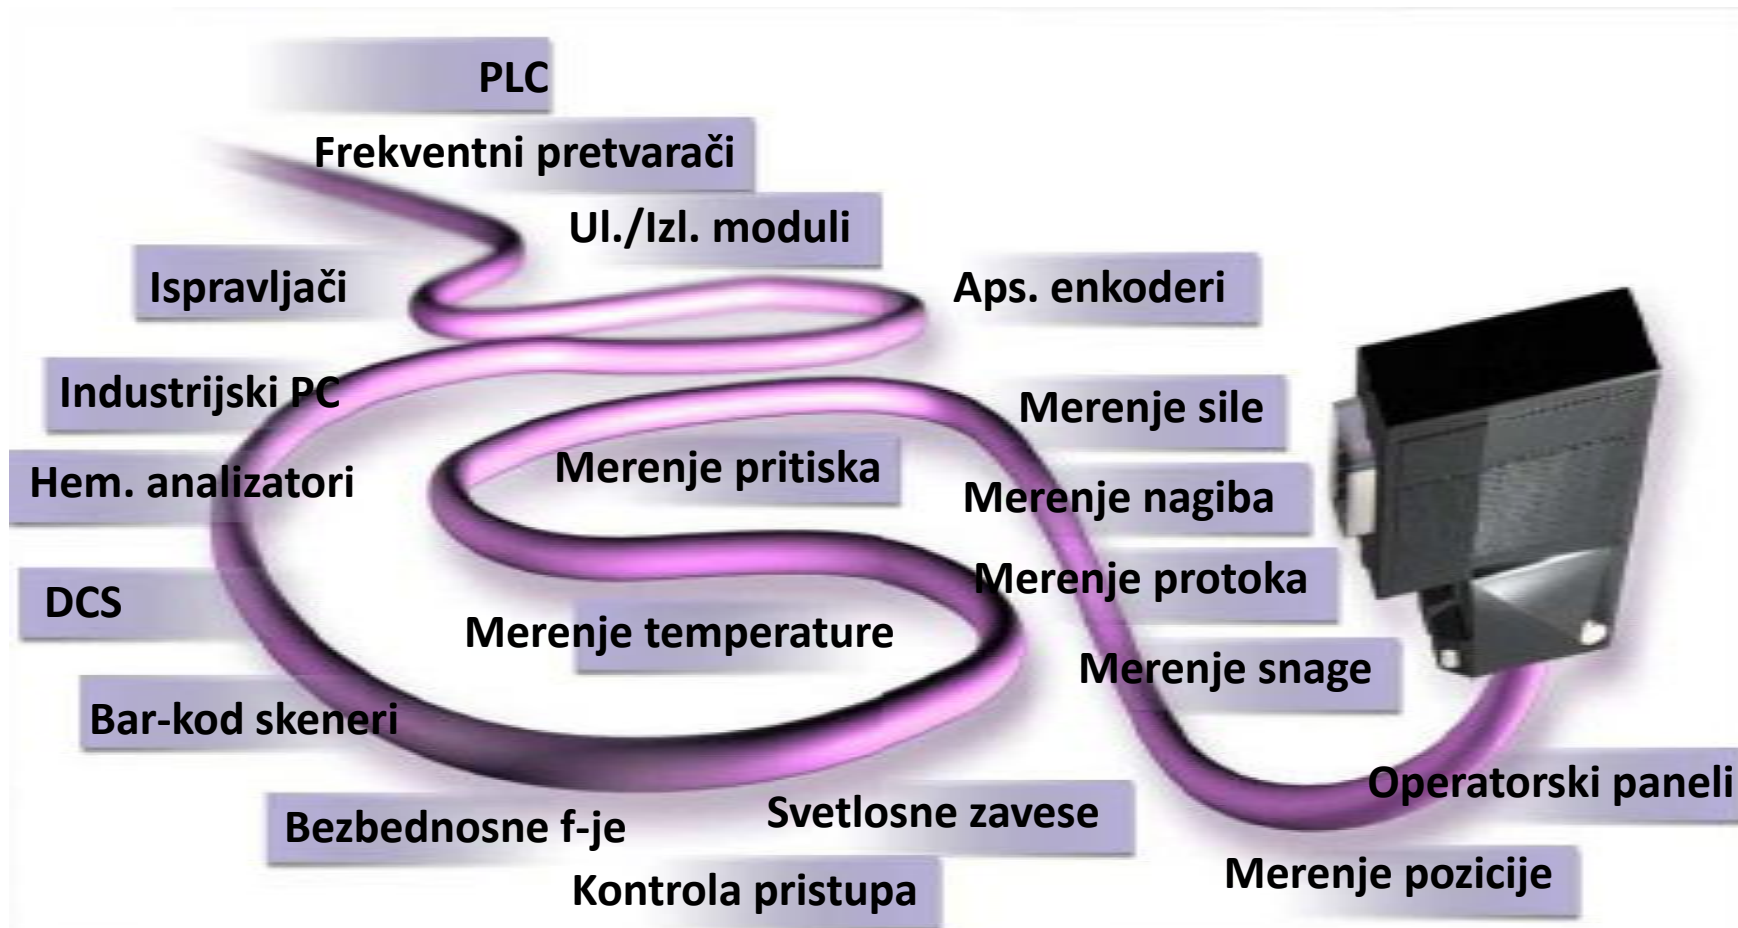 PLC
Frekventni pretvarači
Ul./Izl. moduli
Ispravljači
Aps. enkoderi
Industrijski PC
Merenje sile
Merenje pritiska
Hem. analizatori
Merenje nagiba
Merenje protoka
DCS
Merenje temperature
Merenje snage
Bar-kod skeneri
Operatorski paneli
Svetlosne zavese
Bezbednosne f-je
Merenje pozicije
Kontrola pristupa